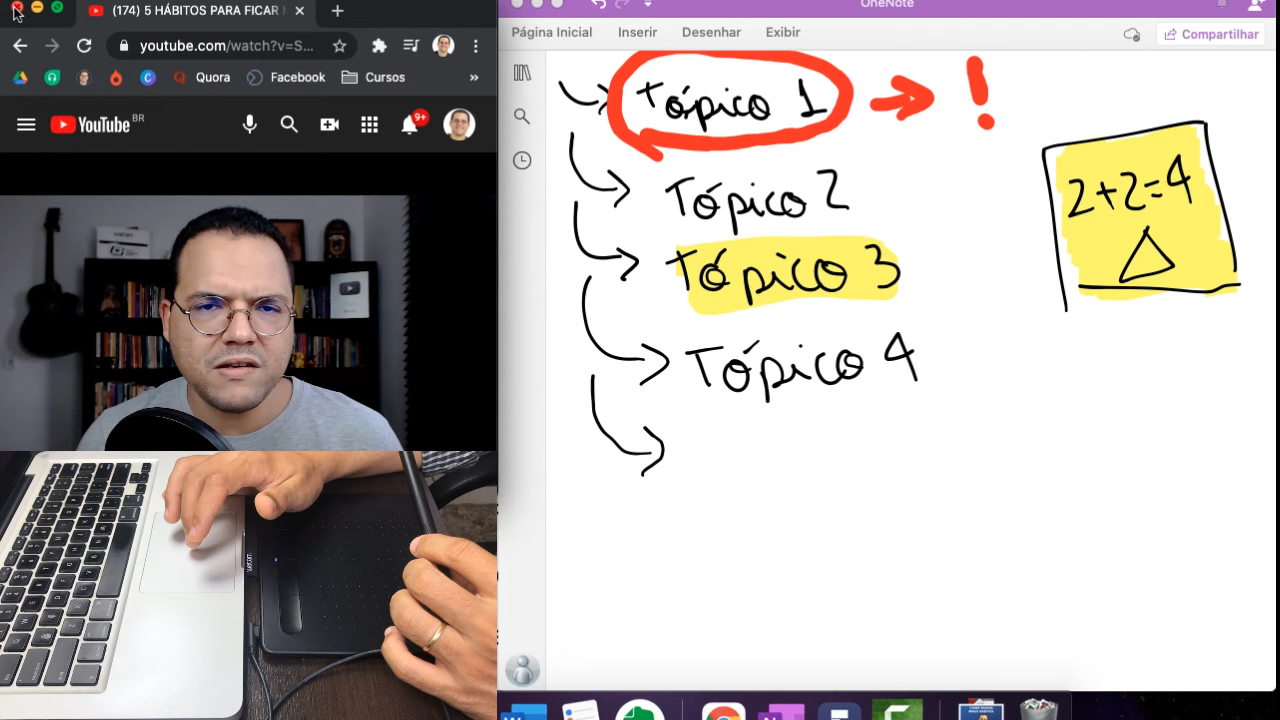 (174) 5 HÁBITOS PARA FICAR
youtube.com/watch?v=S...
Quora
Facebook
Cursos
»
YouTube BR
9+
OneNote
Página Inicial
Inserir
Desenhar
Exibir
Compartilhar
Tópico 1 → !
Tópico 2
Tópico 3
Tópico 4
2+2=4
wacom